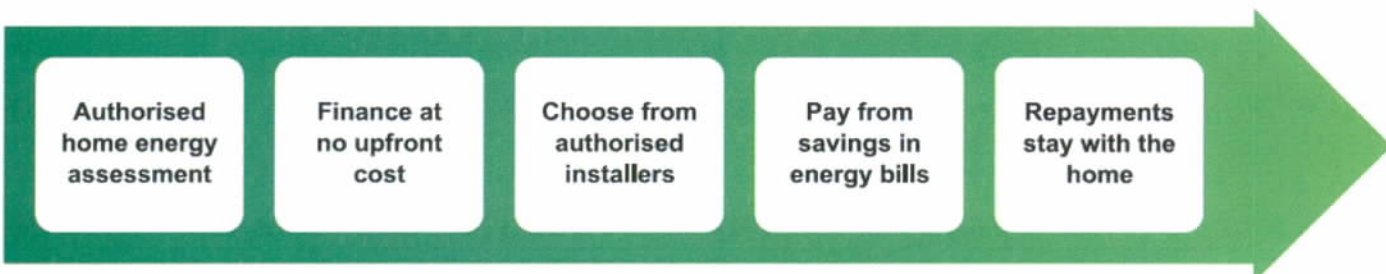 Authorised
home energy
assessment
Finance at
no upfront
cost
Choose from
authorised
installers
Pay from
savings in
energy bills
Repayments
stay with the
home